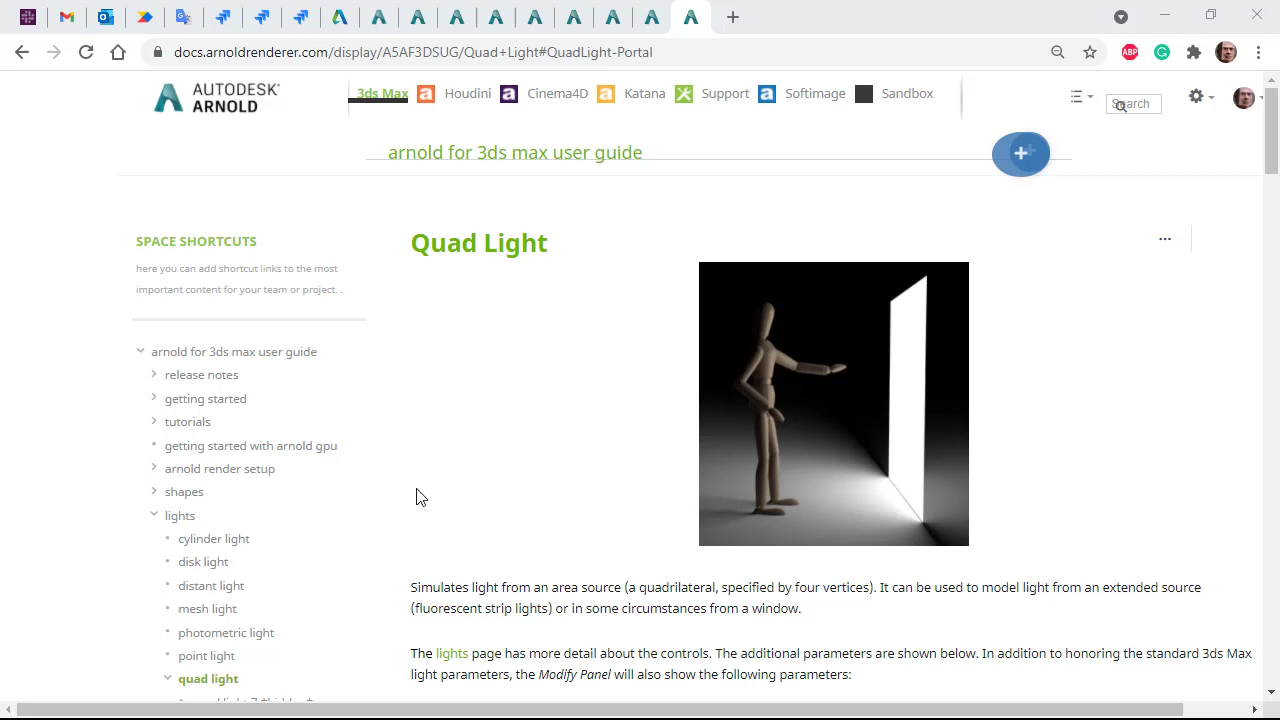 docs.arnoldrenderer.com/display/A5AF3DSUG/Quad+Light#QuadLight-Portal
ABP
AUTODESK
ARNOLD
3ds Max
Houdini
Cinema4D
Katana
Support
Softimage
Sandbox
Search
arnold for 3ds max user guide
SPACE SHORTCUTS
here you can add shortcut links to the most
important content for your team or project. .
arnold for 3ds max user guide
release notes
getting started
tutorials
getting started with arnold gpu
arnold render setup
shapes
lights
cylinder light
disk light
distant light
mesh light
photometric light
point light
quad light
Quad Light
Simulates light from an area source (a quadrilateral, specified by four vertices). It can be used to model light from an extended source
(fluorescent strip lights) or in some circumstances from a window.
The lights page has more detail about the controls. The additional parameters are shown below. In addition to honoring the standard 3ds Max
light parameters, the Modify Panel will also show the following parameters: